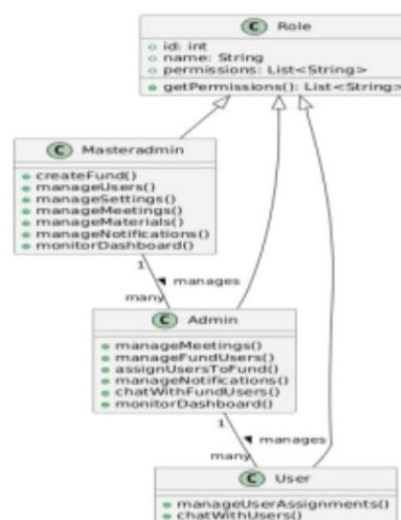 C Role
id: int
name: String
permissions: List<String>
getPermissions(): List<String>
C Masteradmin
createFund()
manageUsers()
manageSettings()
manageMeetings()
manageMaterials()
manageNotifications()
monitorDashboard()
1
manages
many
C Admin
manageMeetings()
manageFundUsers()
assignUsersToFund()
manageNotifications()
chatWithFundUsers()
monitorDashboard()
1
manages
many
C User
manageUserAssignments()
chatWithUsers()